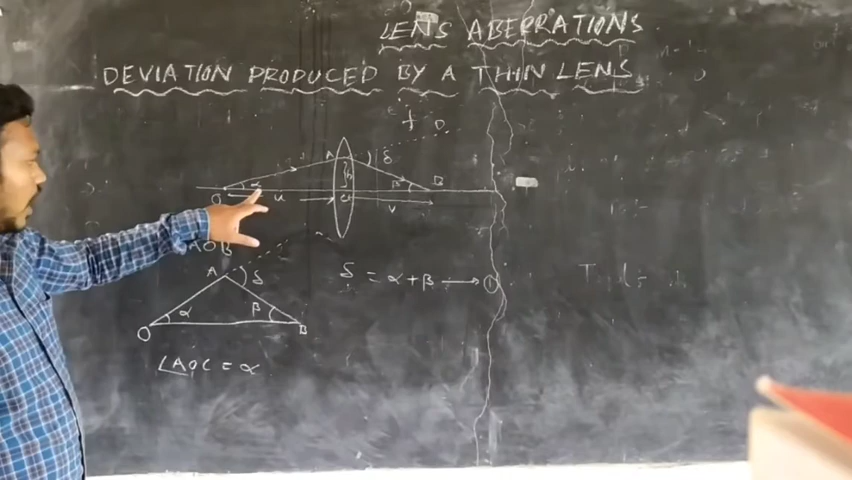 LENS ABERRATIONS
DEVIATION PRODUCED BY A THIN LENS
A δ
O α h β B
u C v
AOB
A δ
δ = α + β → ①
α β
O B
∠AOC = α